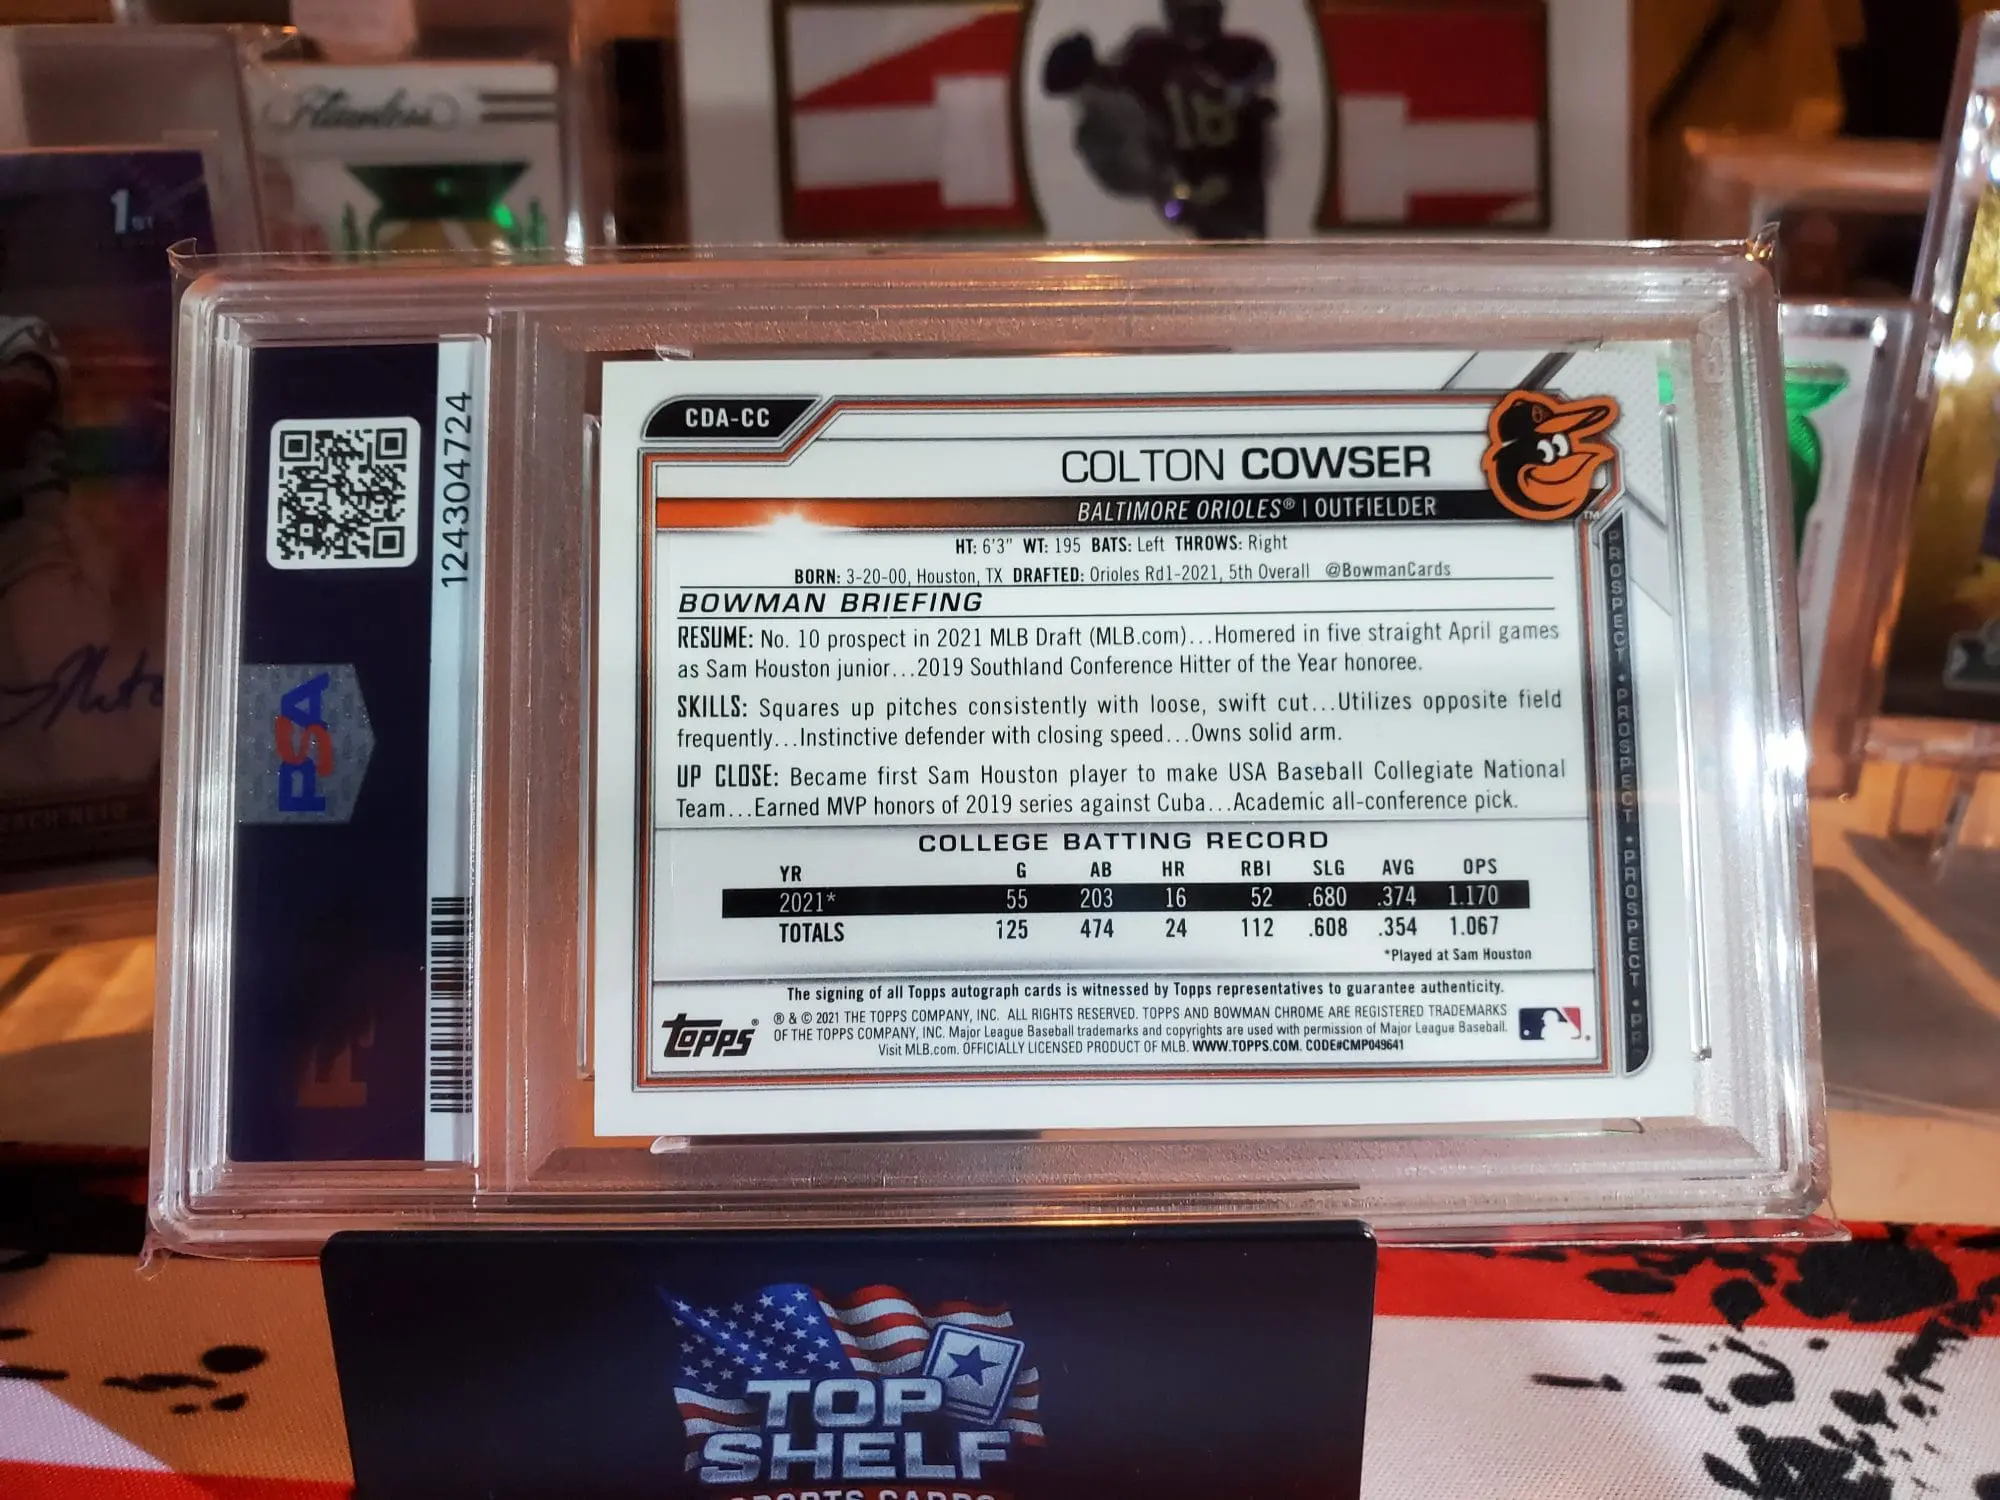 Flawless
1st
18
124304724
PSA
CDA-CC
COLTON COWSER
BALTIMORE ORIOLES® | OUTFIELDER
HT: 6'3" WT: 195 BATS: Left THROWS: Right
BORN: 3-20-00, Houston, TX DRAFTED: Orioles Rd1-2021, 5th Overall @BowmanCards
BOWMAN BRIEFING
RESUME: No. 10 prospect in 2021 MLB Draft (MLB.com)...Homered in five straight April games
as Sam Houston junior...2019 Southland Conference Hitter of the Year honoree.
SKILLS: Squares up pitches consistently with loose, swift cut...Utilizes opposite field
frequently...Instinctive defender with closing speed...Owns solid arm.
UP CLOSE: Became first Sam Houston player to make USA Baseball Collegiate National
Team...Earned MVP honors of 2019 series against Cuba...Academic all-conference pick.
COLLEGE BATTING RECORD
YR G AB HR RBI SLG AVG OPS
2021* 55 203 16 52 .680 .374 1.170
TOTALS 125 474 24 112 .608 .354 1.067
*Played at Sam Houston
The signing of all Topps autograph cards is witnessed by Topps representatives to guarantee authenticity.
Topps® ® & © 2021 THE TOPPS COMPANY, INC. ALL RIGHTS RESERVED. TOPPS AND BOWMAN CHROME ARE REGISTERED TRADEMARKS
OF THE TOPPS COMPANY, INC. Major League Baseball trademarks and copyrights are used with permission of Major League Baseball.
Visit MLB.com. OFFICIALLY LICENSED PRODUCT OF MLB. WWW.TOPPS.COM. CODE#CMP049641
PROSPECT • PROSPECT • PROSPECT • PR
TOP
SHELF
SPORTS CARDS